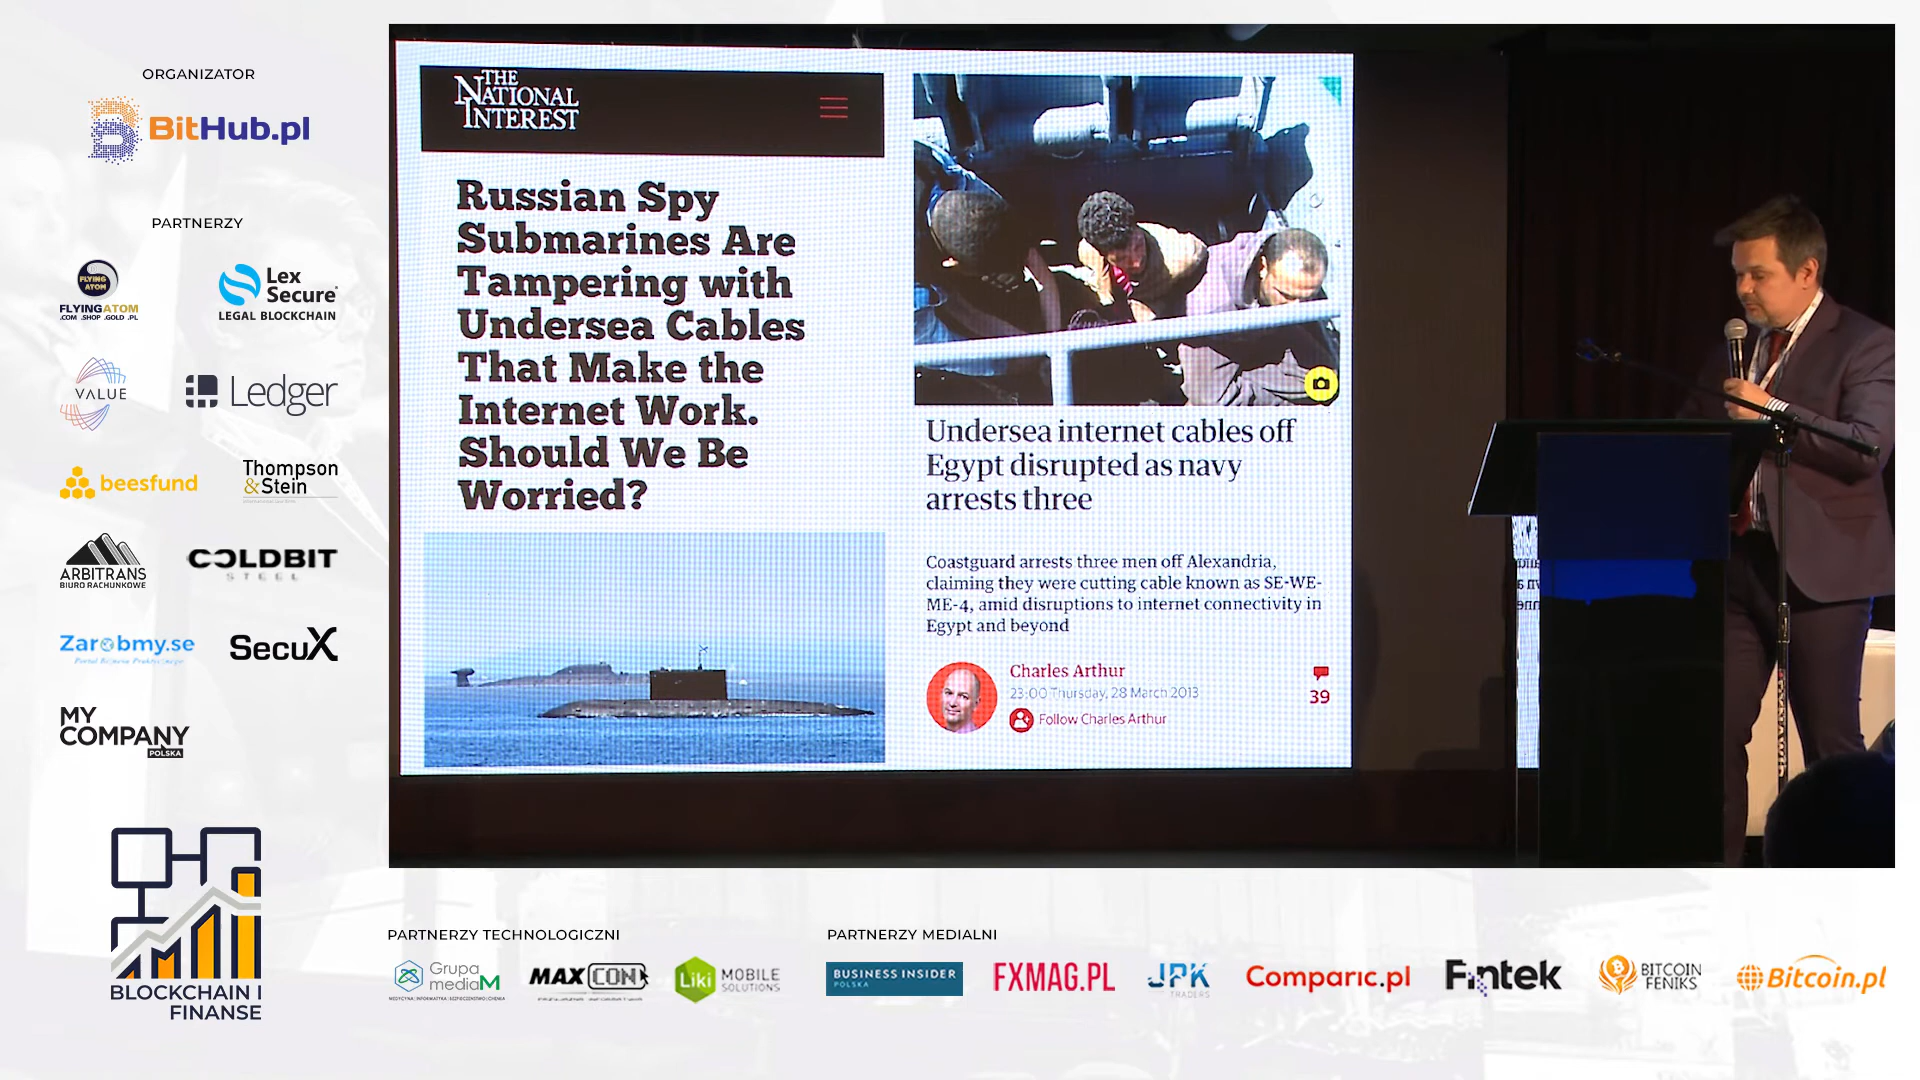 ORGANIZATOR
BitHub.pl
PARTNERZY
FLYING
ATOM
FLYINGATOM
.COM .SHOP .GOLD .PL
Lex
Secure
LEGAL BLOCKCHAIN
VALUE
Ledger
beesfund
Thompson
&Stein
ARBITRANS
BIURO RACHUNKOWE
COLDBIT
STEEL
Zarobmy.se
Portal Biznesu Praktycznego
SecuX
MY
COMPANY
POLSKA
BLOCKCHAIN I
FINANSE
THE
NATIONAL
INTEREST
Russian Spy
Submarines Are
Tampering with
Undersea Cables
That Make the
Internet Work.
Should We Be
Worried?
Undersea internet cables off
Egypt disrupted as navy
arrests three
Coastguard arrests three men off Alexandria,
claiming they were cutting cable known as SE-WE-
ME-4, amid disruptions to internet connectivity in
Egypt and beyond
Charles Arthur
23:00 Thursday, 28 March 2013
39
Follow Charles Arthur
PARTNERZY TECHNOLOGICZNI
Grupa
mediaM
MAXCON
Liki MOBILE
SOLUTIONS
PARTNERZY MEDIALNI
BUSINESS INSIDER
POLSKA
FXMAG.PL
JPK
TRADERS
Comparic.pl
Fintek
BITCOIN
FENIKS
Bitcoin.pl